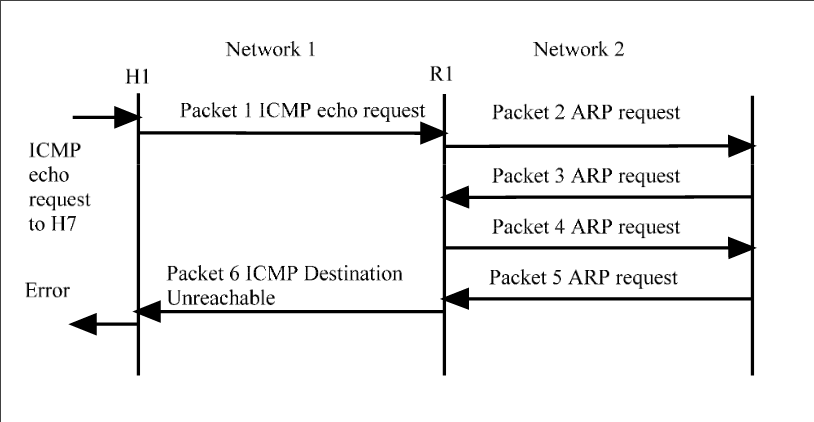 Network 1
Network 2
H1
R1
Packet 1 ICMP echo request
Packet 2 ARP request
ICMP
echo
request
to H7
Packet 3 ARP request
Packet 4 ARP request
Packet 6 ICMP Destination
Unreachable
Packet 5 ARP request
Error